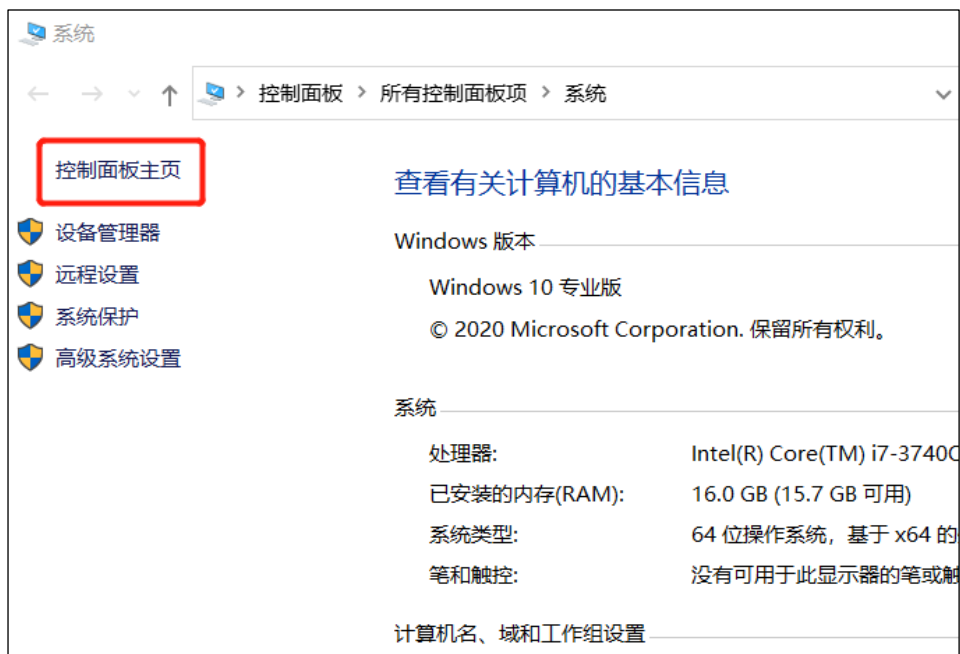 系统
控制面板 > 所有控制面板项 > 系统
控制面板主页
设备管理器
远程设置
系统保护
高级系统设置
查看有关计算机的基本信息
Windows 版本
Windows 10 专业版
© 2020 Microsoft Corporation. 保留所有权利。
系统
处理器: Intel(R) Core(TM) i7-3740
已安装的内存(RAM): 16.0 GB (15.7 GB 可用)
系统类型: 64 位操作系统，基于 x64 的
笔和触控: 没有可用于此显示器的笔或触
计算机名、域和工作组设置